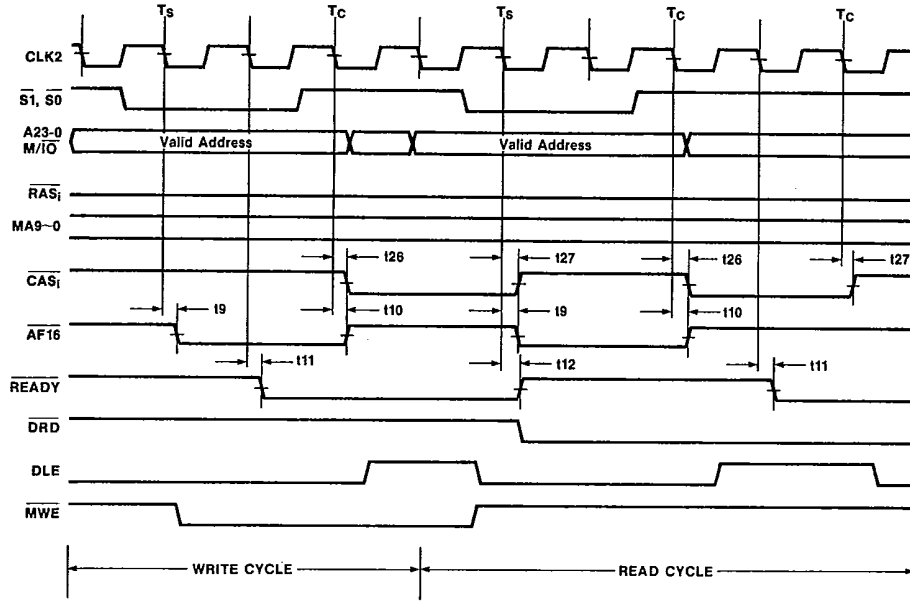 TS TC TS TC TC
CLK2
S1, S0
A23-0
M/IO
Valid Address Valid Address
RASi
MA9~0
t26 t27 t26 t27
CASi
t9 t10 t9 t10
AF16
t11 t12 t11
READY
DRD
DLE
MWE
WRITE CYCLE READ CYCLE